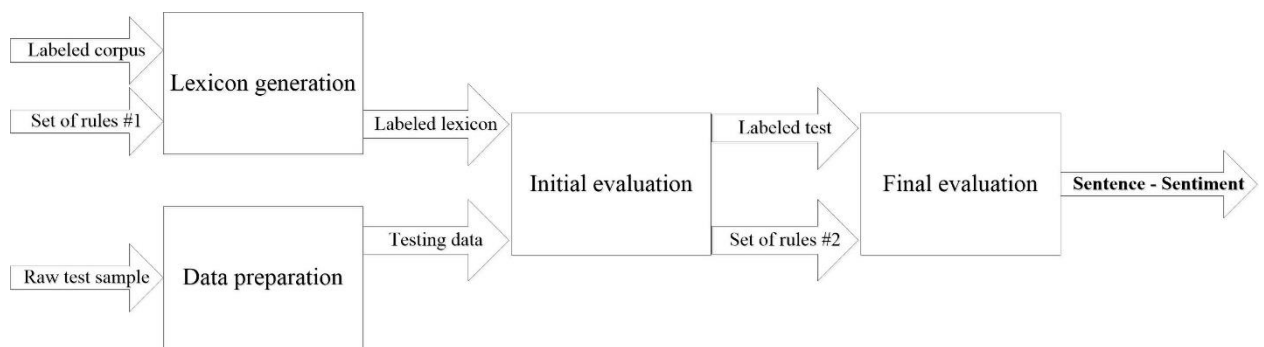 Labeled corpus
Set of rules #1
Lexicon generation
Labeled lexicon
Raw test sample
Data preparation
Testing data
Initial evaluation
Labeled test
Set of rules #2
Final evaluation
Sentence - Sentiment